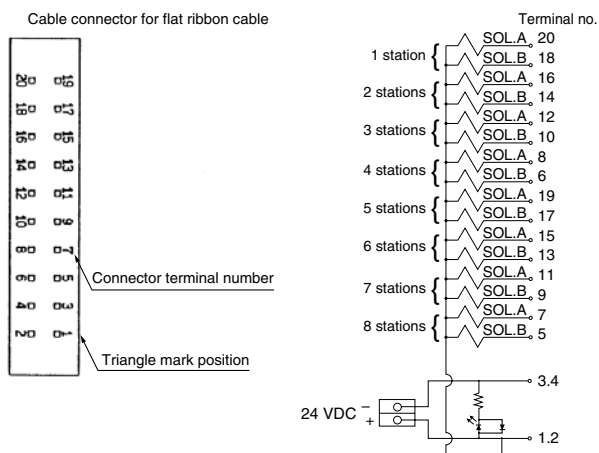 Cable connector for flat ribbon cable
20 19
18 17
16 15
14 13
12 11
10 9
8 7
6 5
4 3
2 1
Connector terminal number
Triangle mark position
Terminal no.
1 station { SOL.A 20
SOL.B 18
2 stations { SOL.A 16
SOL.B 14
3 stations { SOL.A 12
SOL.B 10
4 stations { SOL.A 8
SOL.B 6
5 stations { SOL.A 19
SOL.B 17
6 stations { SOL.A 15
SOL.B 13
7 stations { SOL.A 11
SOL.B 9
8 stations { SOL.A 7
SOL.B 5
3.4
24 VDC − +
1.2